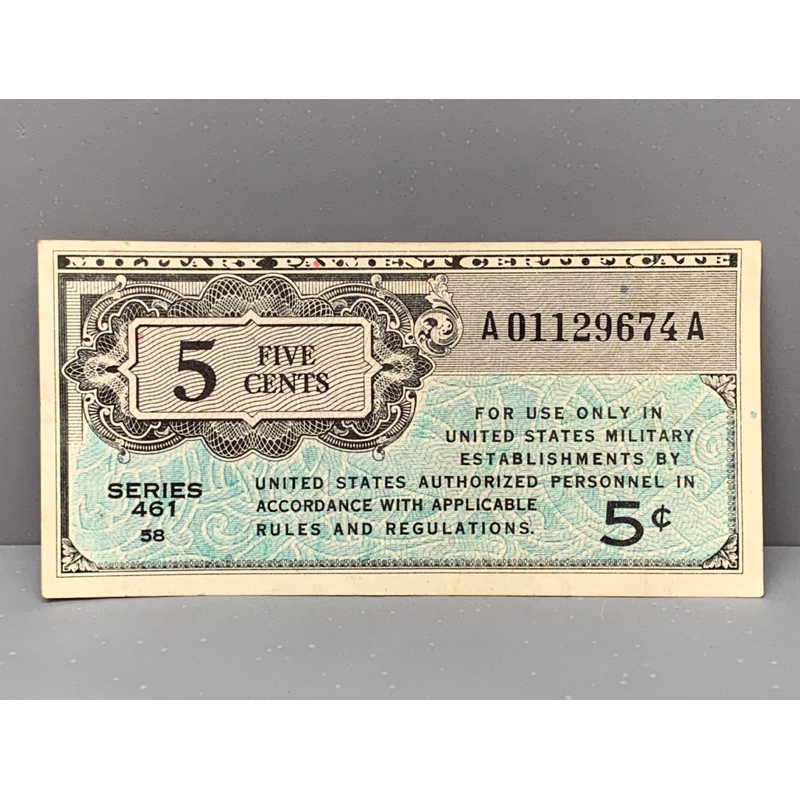 MILITARY PAYMENT CERTIFICATE
A01129674A
5 FIVE CENTS
FOR USE ONLY IN
UNITED STATES MILITARY
ESTABLISHMENTS BY
UNITED STATES AUTHORIZED PERSONNEL IN
ACCORDANCE WITH APPLICABLE
RULES AND REGULATIONS.
SERIES
461
58
5¢